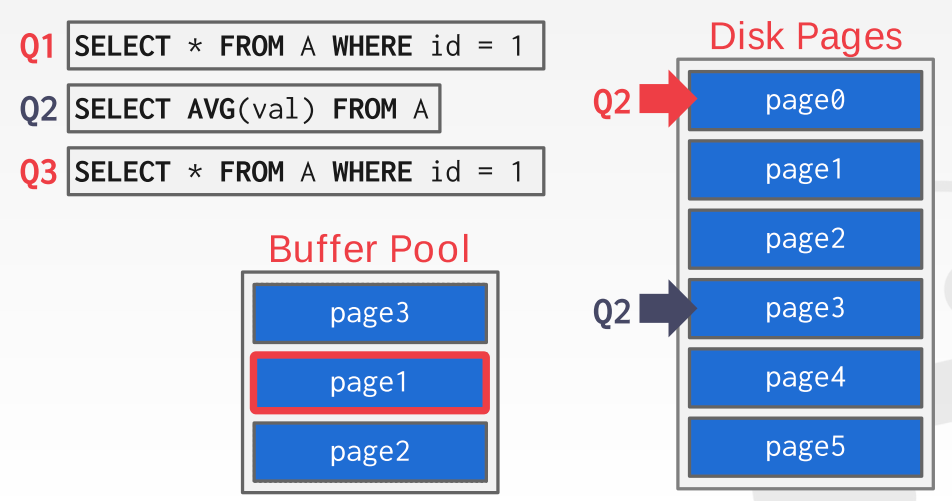 Q1 SELECT * FROM A WHERE id = 1
Q2 SELECT AVG(val) FROM A
Q3 SELECT * FROM A WHERE id = 1
Buffer Pool
page3
page1
page2
Disk Pages
Q2 page0
page1
page2
Q2 page3
page4
page5